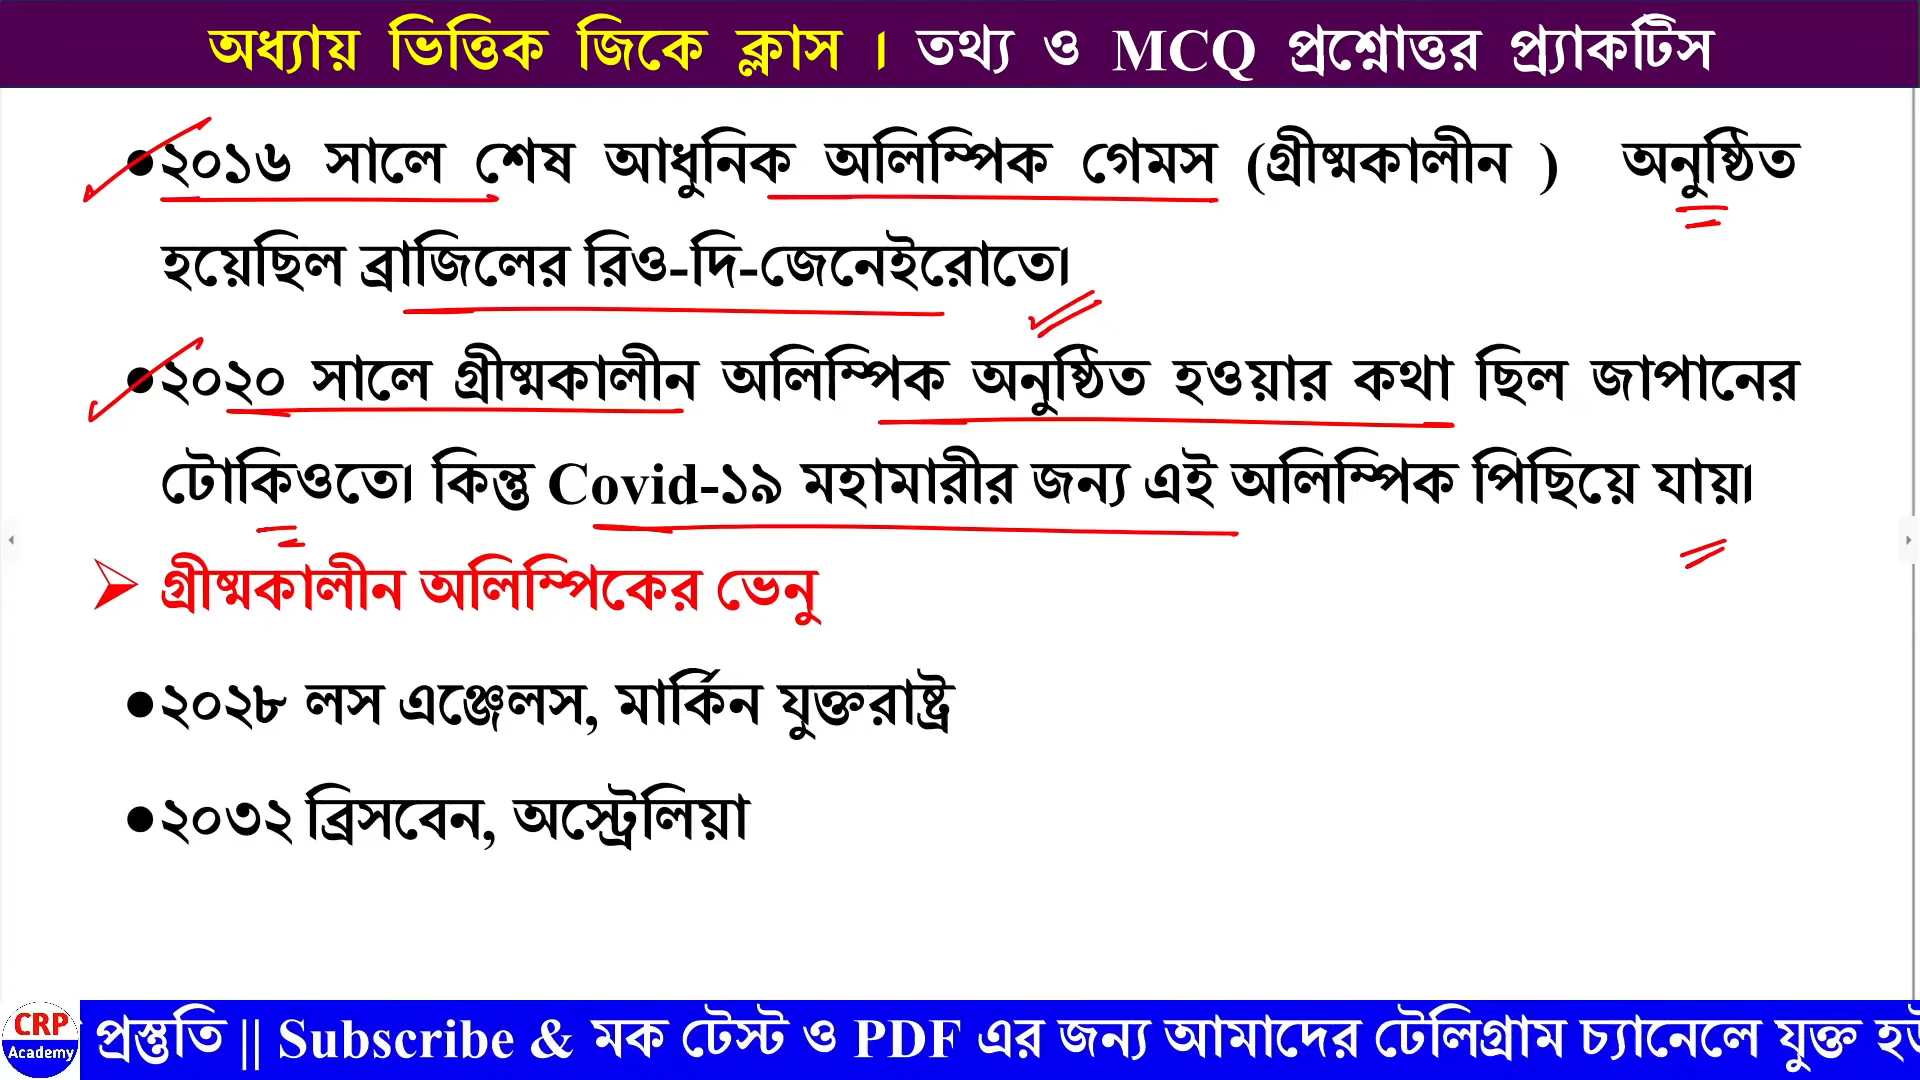 অধ্যায় ভিত্তিক জিকে ক্লাস । তথ্য ও MCQ প্রশ্নোত্তর প্র্যাকটিস
●২০১৬ সালে শেষ আধুনিক অলিম্পিক গেমস (গ্রীষ্মকালীন ) অনুষ্ঠিত
হয়েছিল ব্রাজিলের রিও-দি-জেনেইরোতে।
●২০২০ সালে গ্রীষ্মকালীন অলিম্পিক অনুষ্ঠিত হওয়ার কথা ছিল জাপানের
টোকিওতে। কিন্তু Covid-১৯ মহামারীর জন্য এই অলিম্পিক পিছিয়ে যায়।
➢ গ্রীষ্মকালীন অলিম্পিকের ভেনু
●২০২৮ লস এঞ্জেলস, মার্কিন যুক্তরাষ্ট্র
●২০৩২ ব্রিসবেন, অস্ট্রেলিয়া
CRP
Academy
প্রস্তুতি || Subscribe & মক টেস্ট ও PDF এর জন্য আমাদের টেলিগ্রাম চ্যানেলে যুক্ত